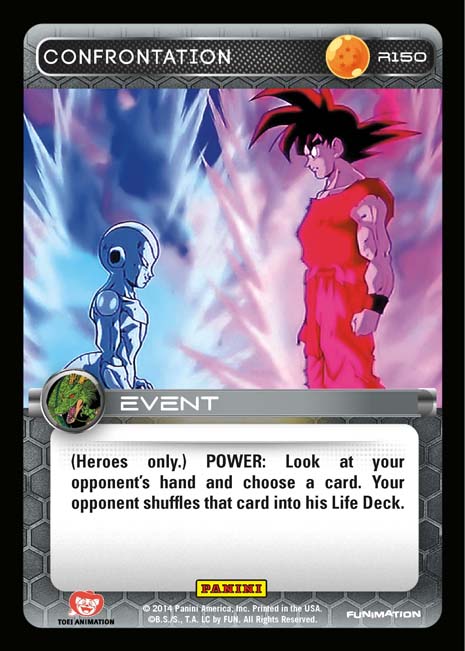 CONFRONTATION R150
EVENT
(Heroes only.) POWER: Look at your
opponent's hand and choose a card. Your
opponent shuffles that card into his Life Deck.
PANINI
© 2014 Panini America, Inc. Printed in the USA.
©B.S./S., T.A. LC by FUN. All Rights Reserved.
TOEI ANIMATION
FUNIMATION